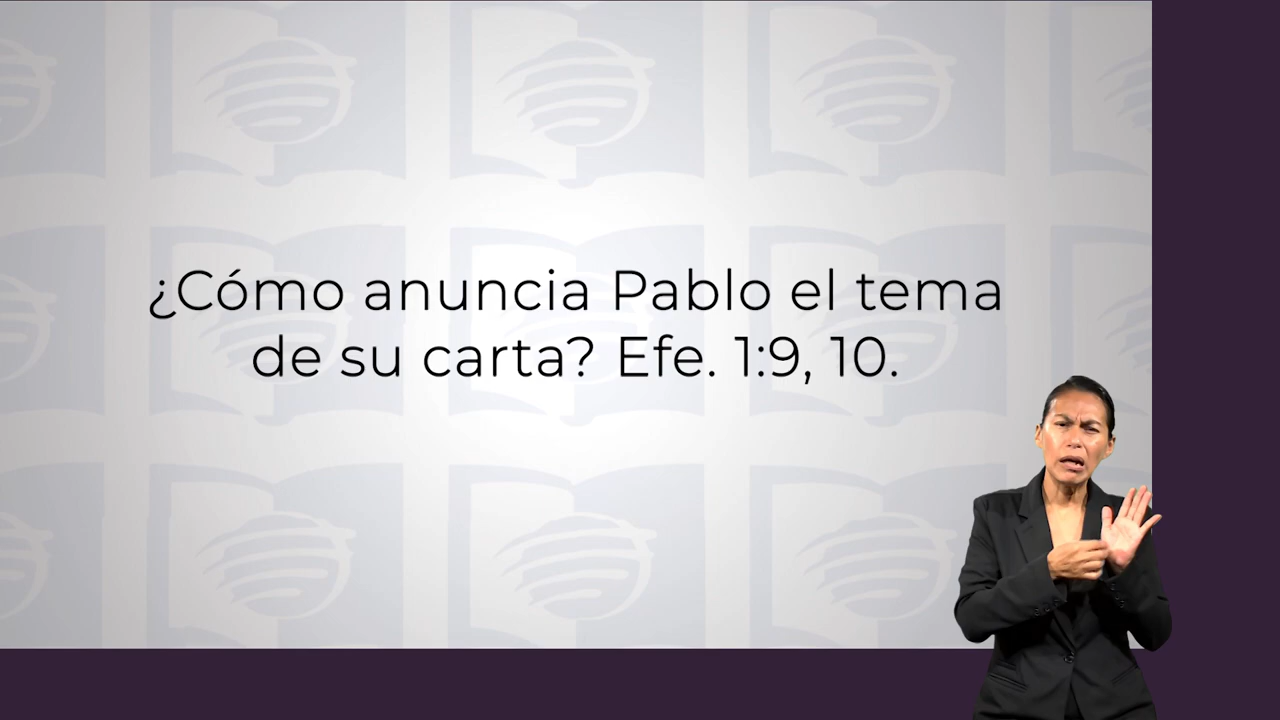 ¿Cómo anuncia Pablo el tema
de su carta? Efe. 1:9, 10.